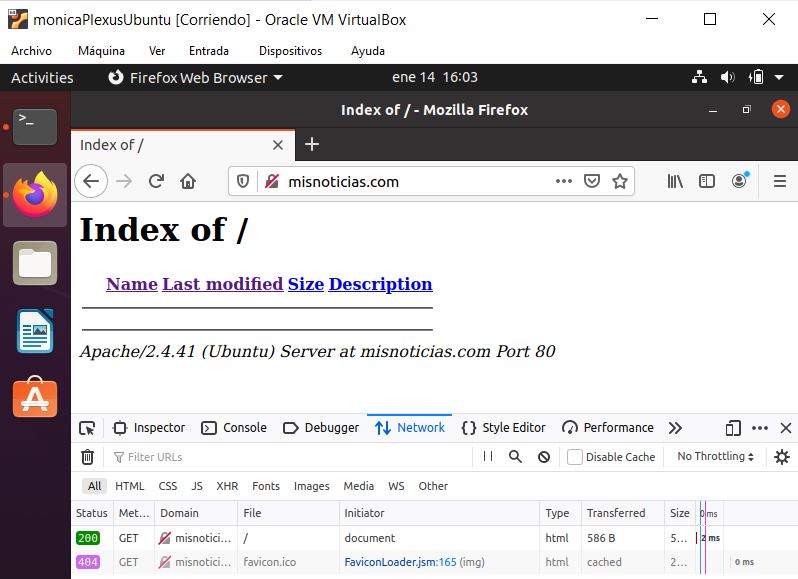 monicaPlexusUbuntu [Corriendo] - Oracle VM VirtualBox
Archivo Máquina Ver Entrada Dispositivos Ayuda
Activities Firefox Web Browser ene 14 16:03
Index of / - Mozilla Firefox
Index of /
misnoticias.com
Index of /
Name Last modified Size Description
Apache/2.4.41 (Ubuntu) Server at misnoticias.com Port 80
Inspector Console Debugger Network Style Editor Performance
Filter URLs Disable Cache No Throttling
All HTML CSS JS XHR Fonts Images Media WS Other
Status Met... Domain File Initiator Type Transferred Size 0 ms
200 GET misnotici... / document html 586 B 5... 2 ms
404 GET misnotici... favicon.ico FaviconLoader.jsm:165 (img) html cached 2... 0 ms